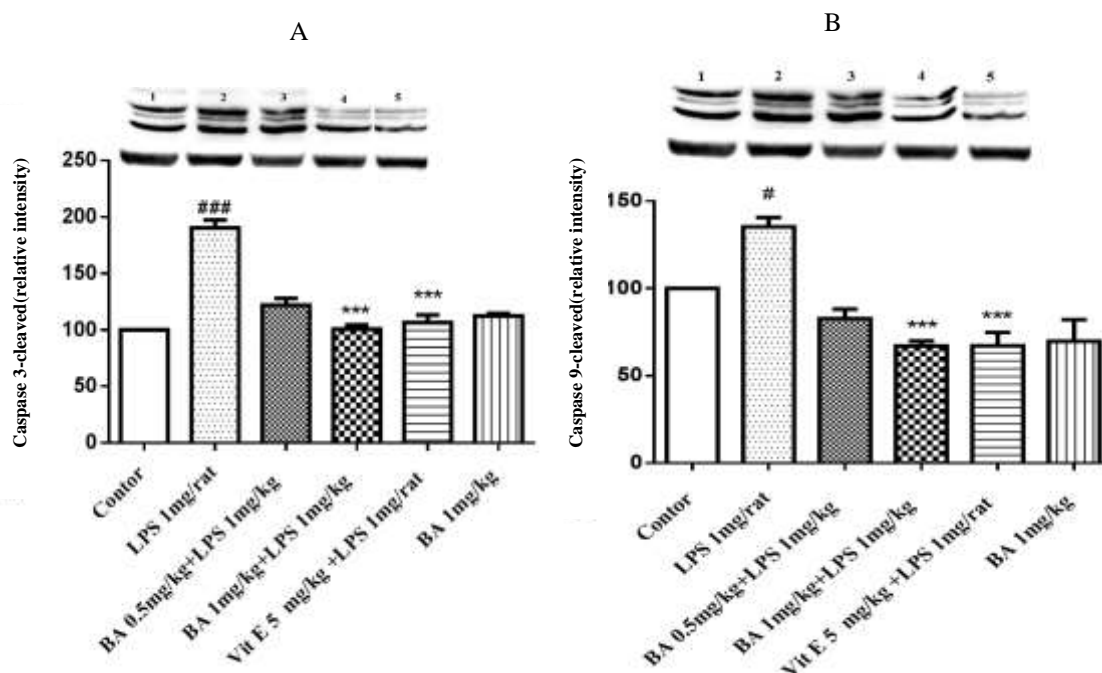 A
1 2 3 4 5
Caspase 3-cleaved(relative intensity)
250
200
150
100
50
0
###
***
***
Contor
LPS 1mg/rat
BA 0.5mg/kg+LPS 1mg/kg
BA 1mg/kg+LPS 1mg/kg
Vit E 5 mg/kg +LPS 1mg/rat
BA 1mg/kg
B
1 2 3 4 5
Caspase 9-cleaved(relative intensity)
150
100
50
0
#
***
***
Contor
LPS 1mg/rat
BA 0.5mg/kg+LPS 1mg/kg
BA 1mg/kg+LPS 1mg/kg
Vit E 5 mg/kg +LPS 1mg/rat
BA 1mg/kg